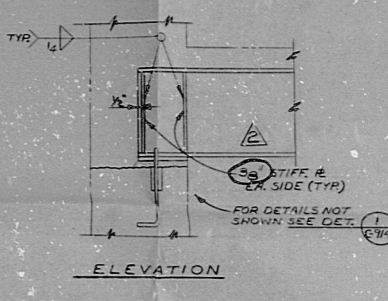 TYP.
1/4
1/2"
2
3/8 STIFF. ℄
EA. SIDE (TYP.)
FOR DETAILS NOT
SHOWN SEE DET.
1
ELEVATION